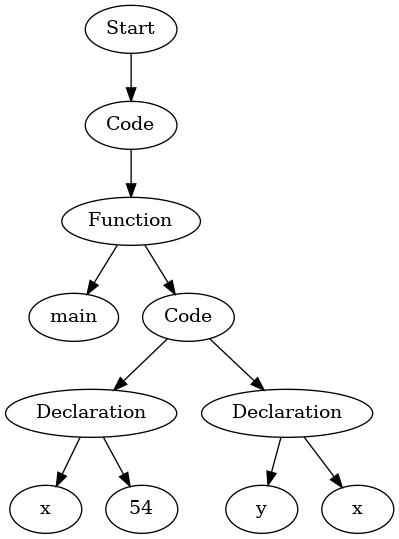 Start
Code
Function
main Code
Declaration Declaration
x 54 y x